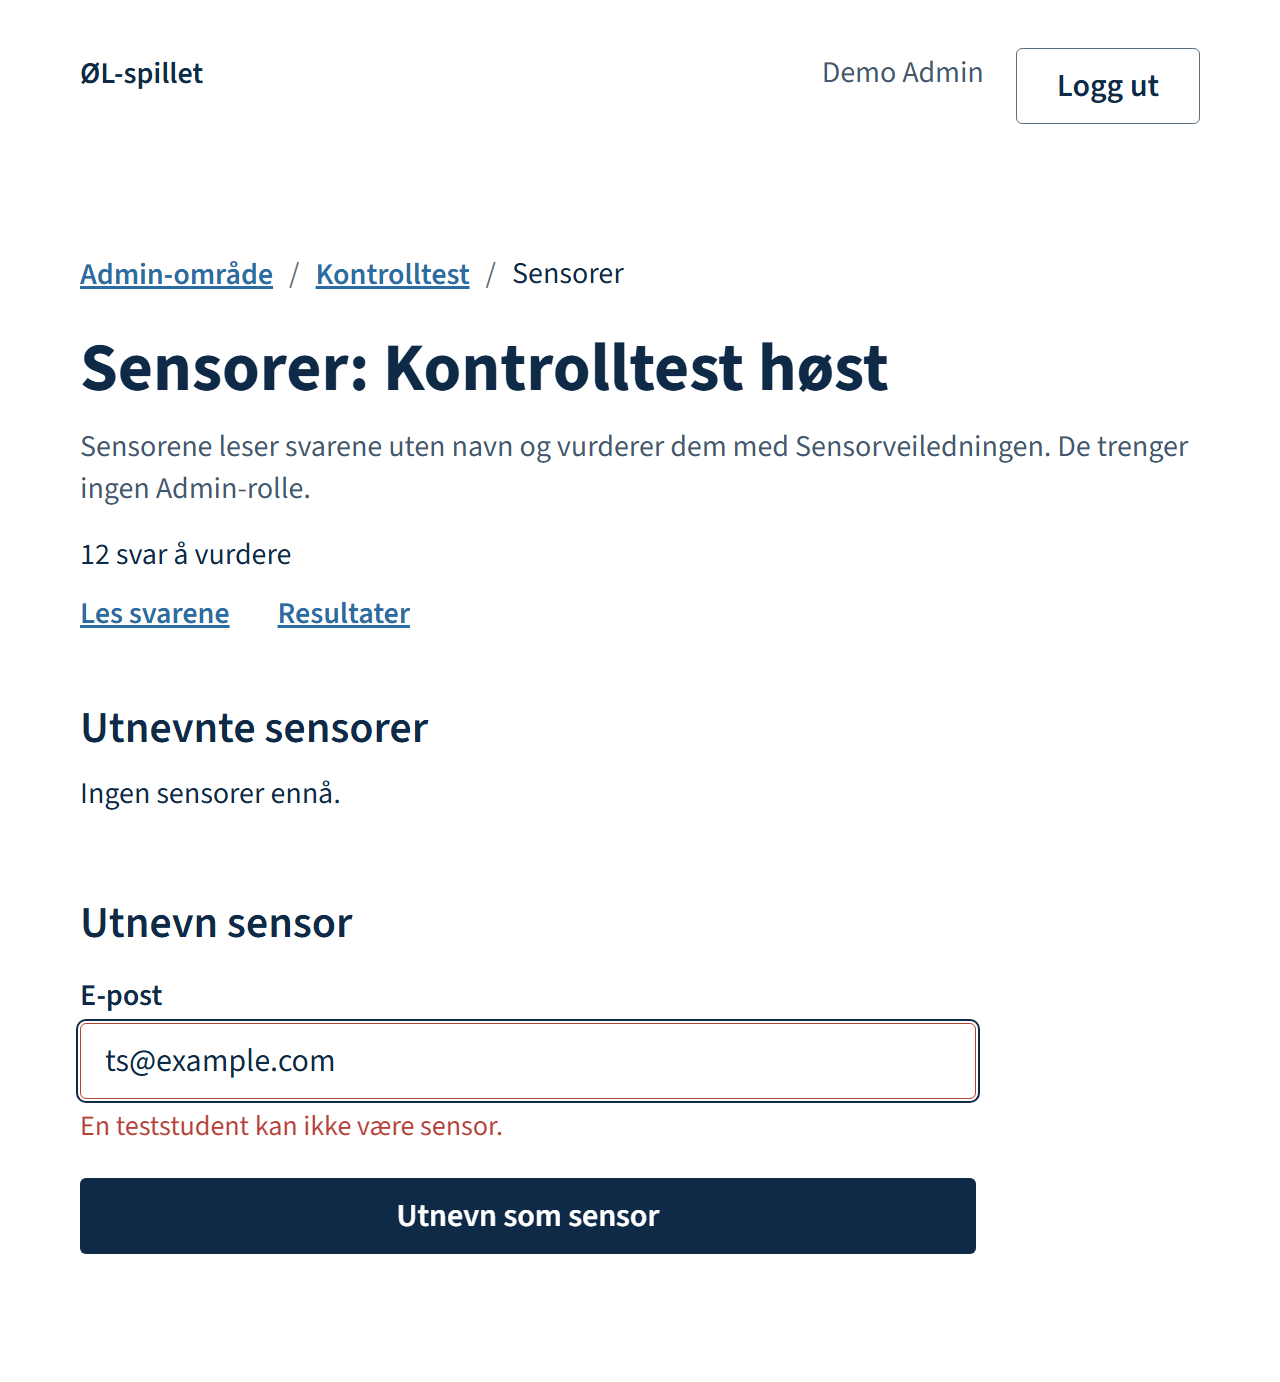 ØL-spillet
Demo Admin
Logg ut
Admin-område / Kontrolltest / Sensorer
Sensorer: Kontrolltest høst
Sensorene leser svarene uten navn og vurderer dem med Sensorveiledningen. De trenger
ingen Admin-rolle.
12 svar å vurdere
Les svarene Resultater
Utnevnte sensorer
Ingen sensorer ennå.
Utnevn sensor
E-post
ts@example.com
En teststudent kan ikke være sensor.
Utnevn som sensor